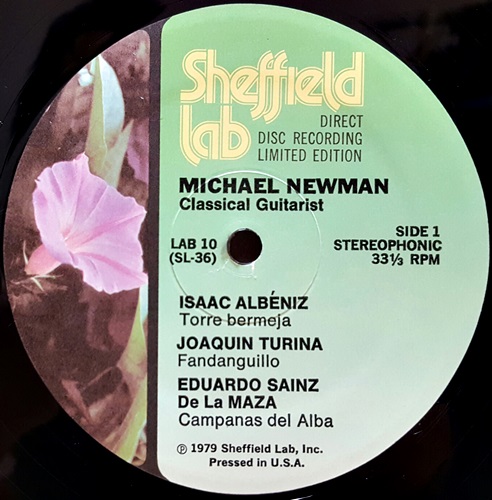 Sheffield
lab
DIRECT
DISC RECORDING
LIMITED EDITION
MICHAEL NEWMAN
Classical Guitarist
LAB 10
(SL-36)
SIDE 1
STEREOPHONIC
33⅓ RPM
ISAAC ALBÉNIZ
Torre bermeja
JOAQUIN TURINA
Fandanguillo
EDUARDO SAINZ
De La MAZA
Campanas del Alba
℗ 1979 Sheffield Lab, Inc.
Pressed in U.S.A.